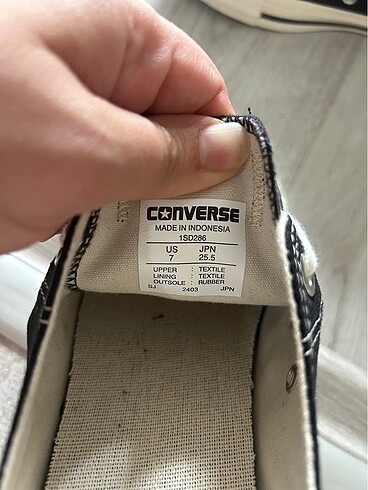 CONVERSE
MADE IN INDONESIA
1SD286
US JPN
7 25.5
UPPER : TEXTILE
LINING : TEXTILE
OUTSOLE : RUBBER
SJ 2403 JPN